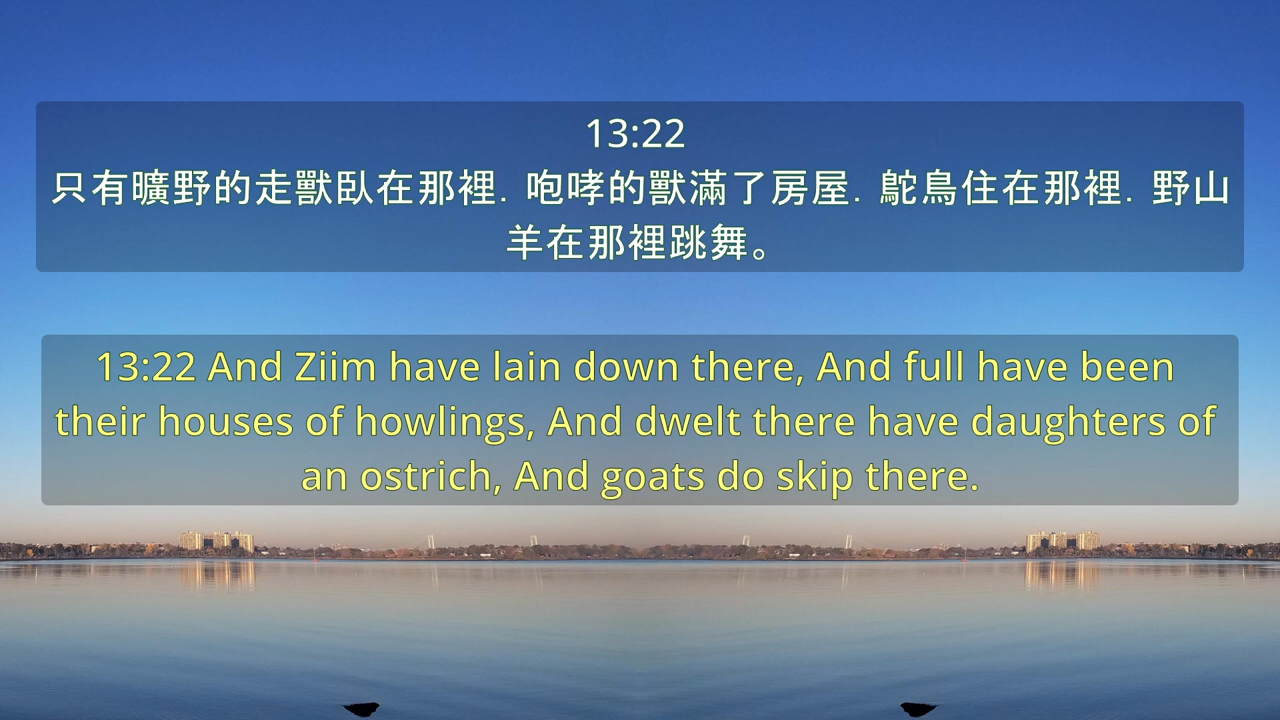 13:22
只有曠野的走獸臥在那裡．咆哮的獸滿了房屋．鴕鳥住在那裡．野山
羊在那裡跳舞。
13:22 And Ziim have lain down there, And full have been
their houses of howlings, And dwelt there have daughters of
an ostrich, And goats do skip there.